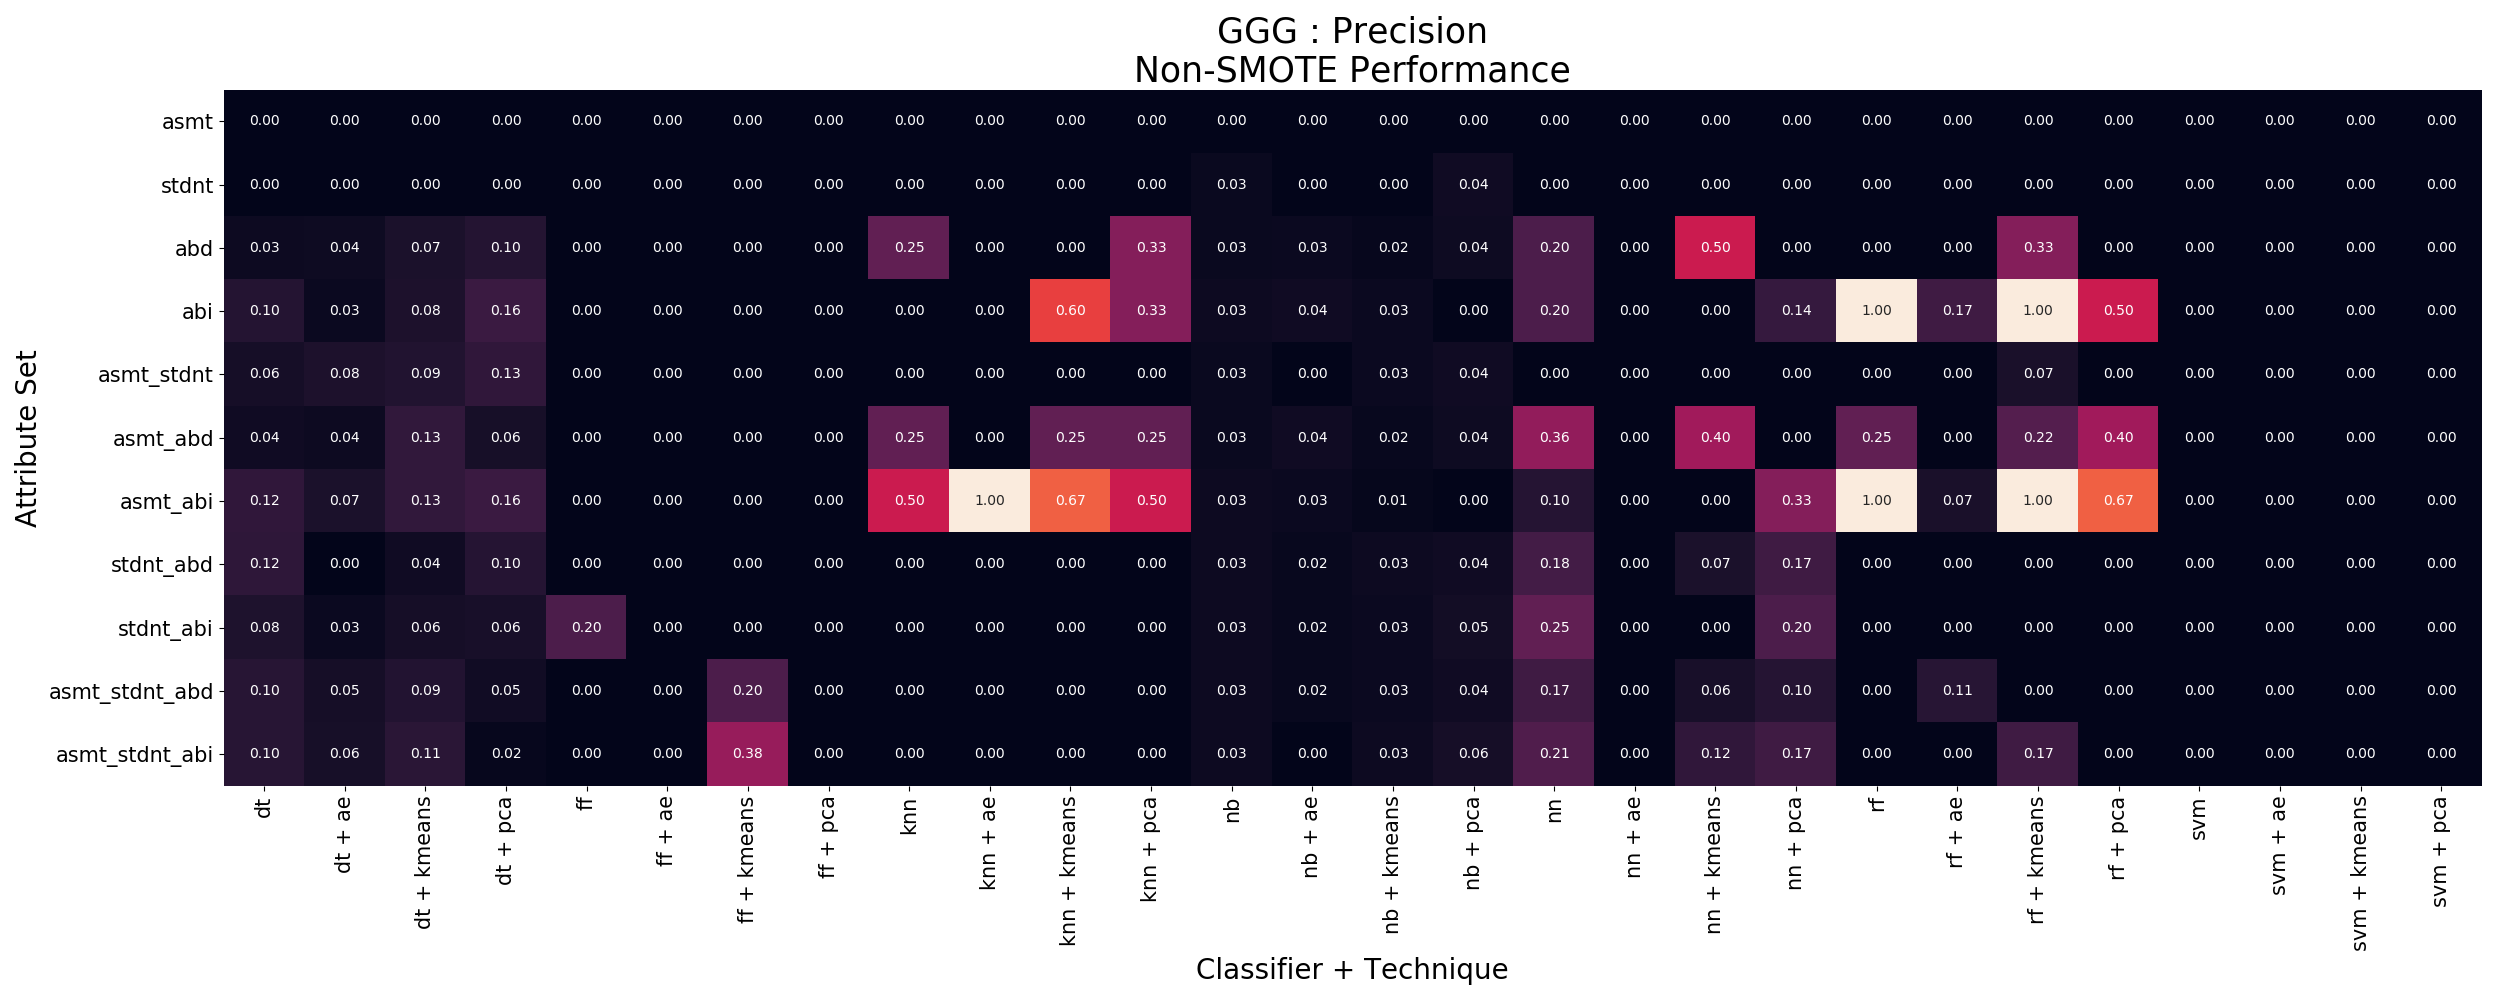 GGG : Precision
Non-SMOTE Performance
Attribute Set
asmt 0.00 0.00 0.00 0.00 0.00 0.00 0.00 0.00 0.00 0.00 0.00 0.00 0.00 0.00 0.00 0.00 0.00 0.00 0.00 0.00 0.00 0.00 0.00 0.00 0.00 0.00 0.00 0.00
stdnt 0.00 0.00 0.00 0.00 0.00 0.00 0.00 0.00 0.00 0.00 0.00 0.00 0.03 0.00 0.00 0.04 0.00 0.00 0.00 0.00 0.00 0.00 0.00 0.00 0.00 0.00 0.00 0.00
abd 0.03 0.04 0.07 0.10 0.00 0.00 0.00 0.00 0.25 0.00 0.00 0.33 0.03 0.03 0.02 0.04 0.20 0.00 0.50 0.00 0.00 0.00 0.33 0.00 0.00 0.00 0.00 0.00
abi 0.10 0.03 0.08 0.16 0.00 0.00 0.00 0.00 0.00 0.00 0.60 0.33 0.03 0.04 0.03 0.00 0.20 0.00 0.00 0.14 1.00 0.17 1.00 0.50 0.00 0.00 0.00 0.00
asmt_stdnt 0.06 0.08 0.09 0.13 0.00 0.00 0.00 0.00 0.00 0.00 0.00 0.00 0.03 0.00 0.03 0.04 0.00 0.00 0.00 0.00 0.00 0.00 0.07 0.00 0.00 0.00 0.00 0.00
asmt_abd 0.04 0.04 0.13 0.06 0.00 0.00 0.00 0.00 0.25 0.00 0.25 0.25 0.03 0.04 0.02 0.04 0.36 0.00 0.40 0.00 0.25 0.00 0.22 0.40 0.00 0.00 0.00 0.00
asmt_abi 0.12 0.07 0.13 0.16 0.00 0.00 0.00 0.00 0.50 1.00 0.67 0.50 0.03 0.03 0.01 0.00 0.10 0.00 0.00 0.33 1.00 0.07 1.00 0.67 0.00 0.00 0.00 0.00
stdnt_abd 0.12 0.00 0.04 0.10 0.00 0.00 0.00 0.00 0.00 0.00 0.00 0.00 0.03 0.02 0.03 0.04 0.18 0.00 0.07 0.17 0.00 0.00 0.00 0.00 0.00 0.00 0.00 0.00
stdnt_abi 0.08 0.03 0.06 0.06 0.20 0.00 0.00 0.00 0.00 0.00 0.00 0.00 0.03 0.02 0.03 0.05 0.25 0.00 0.00 0.20 0.00 0.00 0.00 0.00 0.00 0.00 0.00 0.00
asmt_stdnt_abd 0.10 0.05 0.09 0.05 0.00 0.00 0.20 0.00 0.00 0.00 0.00 0.00 0.03 0.02 0.03 0.04 0.17 0.00 0.06 0.10 0.00 0.11 0.00 0.00 0.00 0.00 0.00 0.00
asmt_stdnt_abi 0.10 0.06 0.11 0.02 0.00 0.00 0.38 0.00 0.00 0.00 0.00 0.00 0.03 0.00 0.03 0.06 0.21 0.00 0.12 0.17 0.00 0.00 0.17 0.00 0.00 0.00 0.00 0.00
dt
dt + ae
dt + kmeans
dt + pca
ff
ff + ae
ff + kmeans
ff + pca
knn
knn + ae
knn + kmeans
knn + pca
nb
nb + ae
nb + kmeans
nb + pca
nn
nn + ae
nn + kmeans
nn + pca
rf
rf + ae
rf + kmeans
rf + pca
svm
svm + ae
svm + kmeans
svm + pca
Classifier + Technique